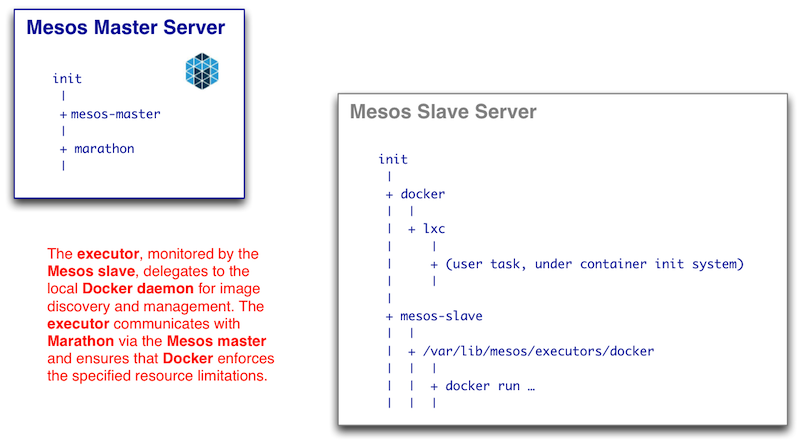 Mesos Master Server
init
|
+ mesos-master
|
+ marathon
|
The executor, monitored by the
Mesos slave, delegates to the
local Docker daemon for image
discovery and management. The
executor communicates with
Marathon via the Mesos master
and ensures that Docker enforces
the specified resource limitations.
Mesos Slave Server
init
|
+ docker
| |
| + lxc
| |
| + (user task, under container init system)
| |
|
+ mesos-slave
| |
| + /var/lib/mesos/executors/docker
| | |
| | + docker run …
| | |